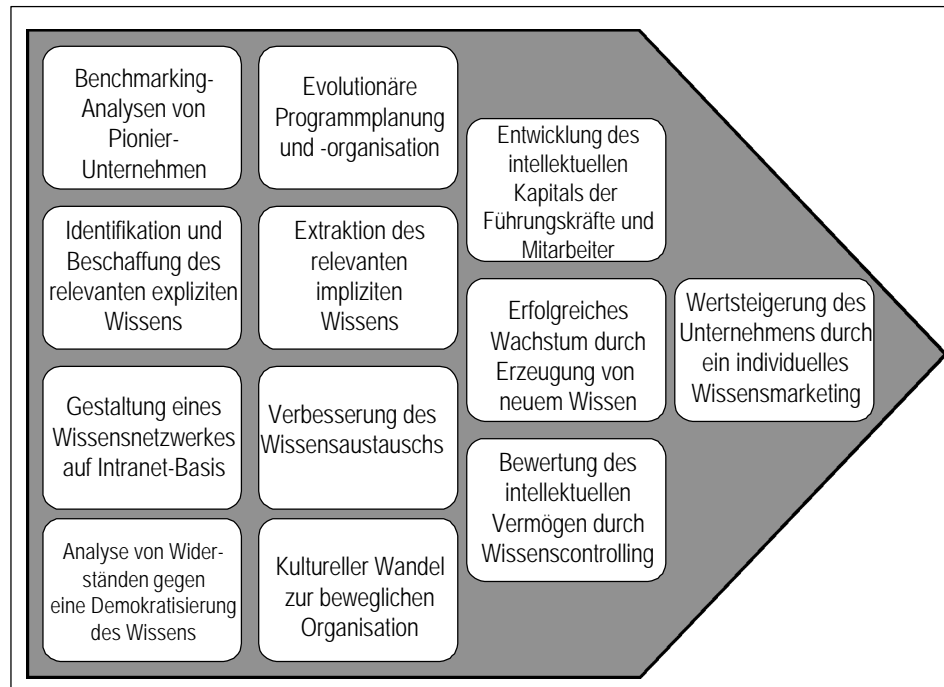 Benchmarking-
Analysen von
Pionier-
Unternehmen
Identifikation und
Beschaffung des
relevanten expliziten
Wissens
Gestaltung eines
Wissensnetzwerkes
auf Intranet-Basis
Analyse von Wider-
ständen gegen
eine Demokratisierung
des Wissens
Evolutionäre
Programmplanung
und -organisation
Extraktion des
relevanten
impliziten
Wissens
Verbesserung des
Wissensaustauschs
Kultureller Wandel
zur beweglichen
Organisation
Entwicklung des
intellektuellen
Kapitals der
Führungskräfte und
Mitarbeiter
Erfolgreiches
Wachstum durch
Erzeugung von
neuem Wissen
Bewertung des
intellektuellen
Vermögen durch
Wissenscontrolling
Wertsteigerung des
Unternehmens durch
ein individuelles
Wissensmarketing